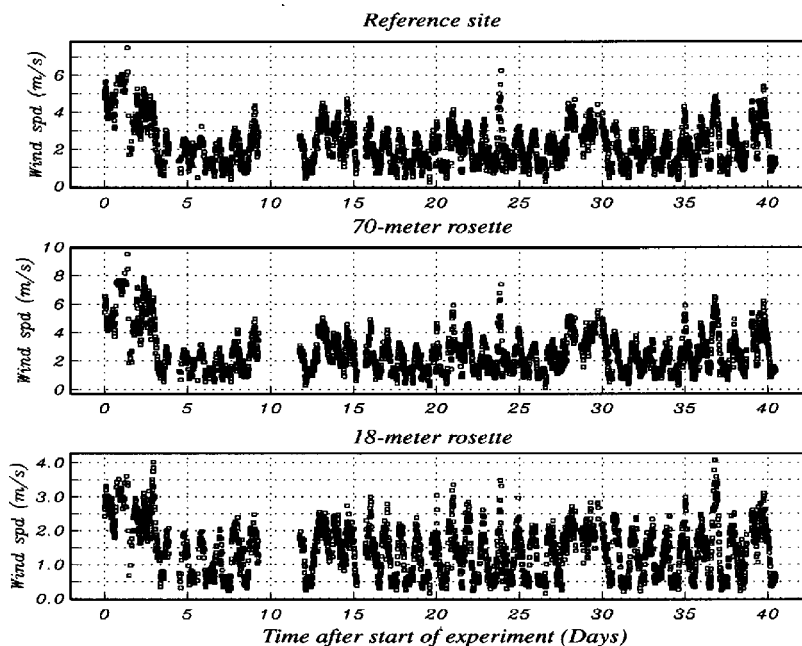 Reference site
Wind spd (m/s)
6
4
2
0
0 5 10 15 20 25 30 35 40
70-meter rosette
Wind spd (m/s)
10
8
6
4
2
0
0 5 10 15 20 25 30 35 40
18-meter rosette
Wind spd (m/s)
4.0
3.0
2.0
1.0
0.0
0 5 10 15 20 25 30 35 40
Time after start of experiment (Days)